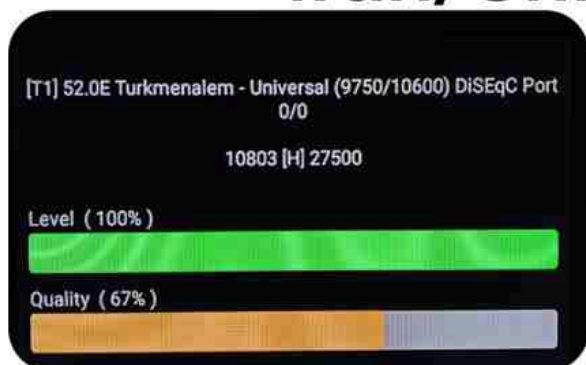 [T1] 52.0E Turkmenalem - Universal (9750/10600) DiSEqC Port
0/0
10803 [H] 27500
Level ( 100% )
Quality ( 67% )